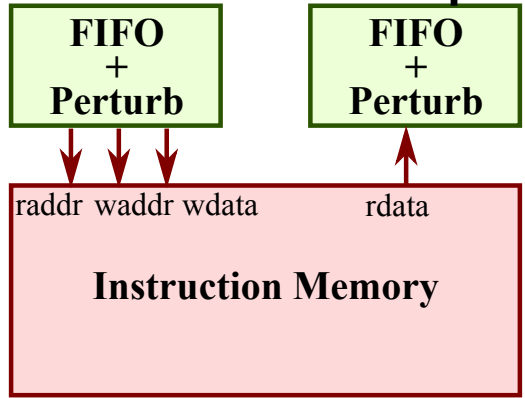 FIFO
+
Perturb
FIFO
+
Perturb
raddr waddr wdata
rdata
Instruction Memory